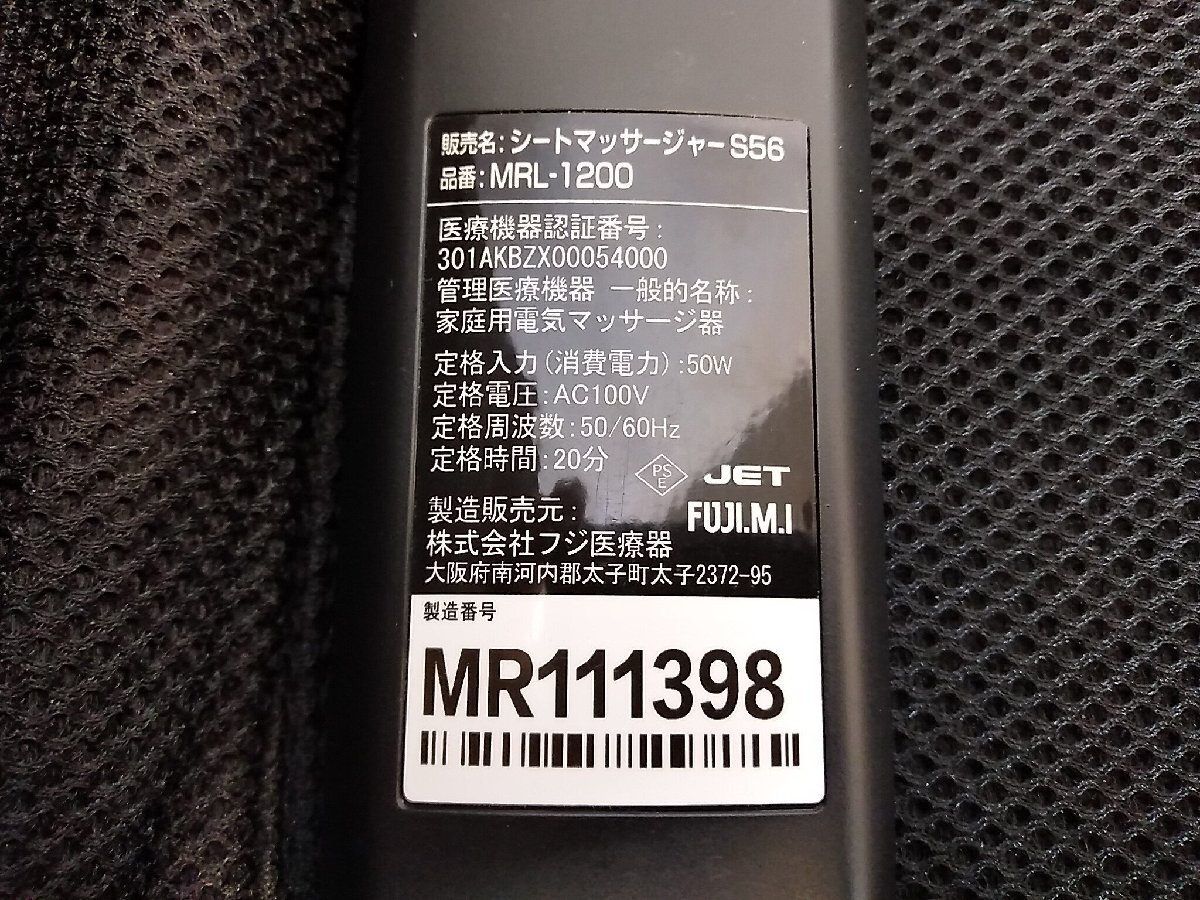 販売名:シートマッサージャーS56
品番:MRL-1200
医療機器認証番号:
301AKBZX00054000
管理医療機器 一般的名称:
家庭用電気マッサージ器
定格入力(消費電力):50W
定格電圧:AC100V
定格周波数:50/60Hz
定格時間:20分
PS
E
JET
製造販売元:
FUJI.M.I
株式会社フジ医療器
大阪府南河内郡太子町太子2372-95
製造番号
MR111398